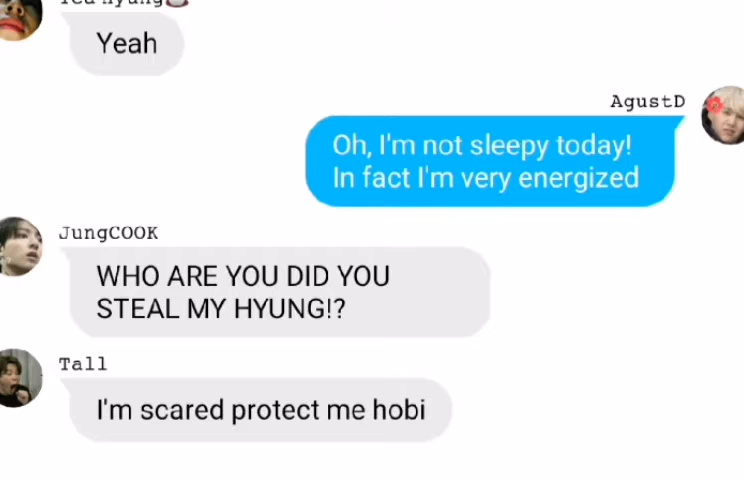 Yeah
AgustD
Oh, I'm not sleepy today!
In fact I'm very energized
JungCOOK
WHO ARE YOU DID YOU
STEAL MY HYUNG!?
Tall
I'm scared protect me hobi